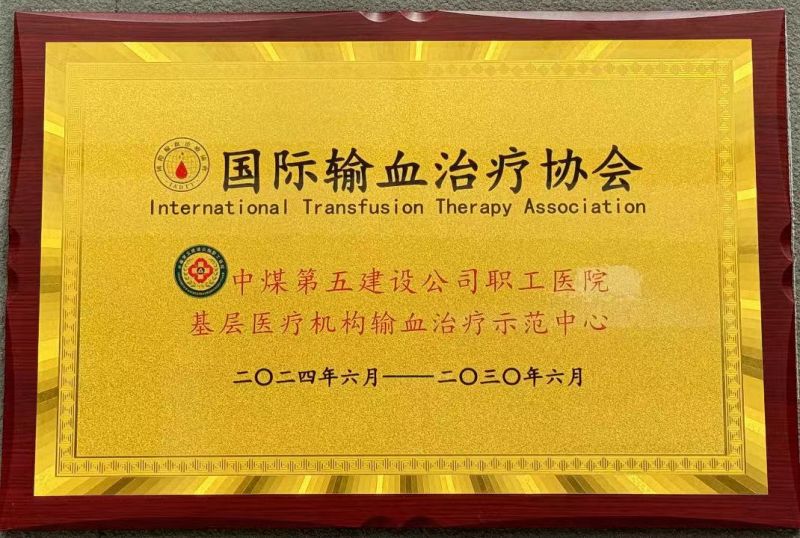 国际输血治疗协会
International Transfusion Therapy Association
中煤第五建设公司职工医院
基层医疗机构输血治疗示范中心
二〇二四年六月——二〇三〇年六月